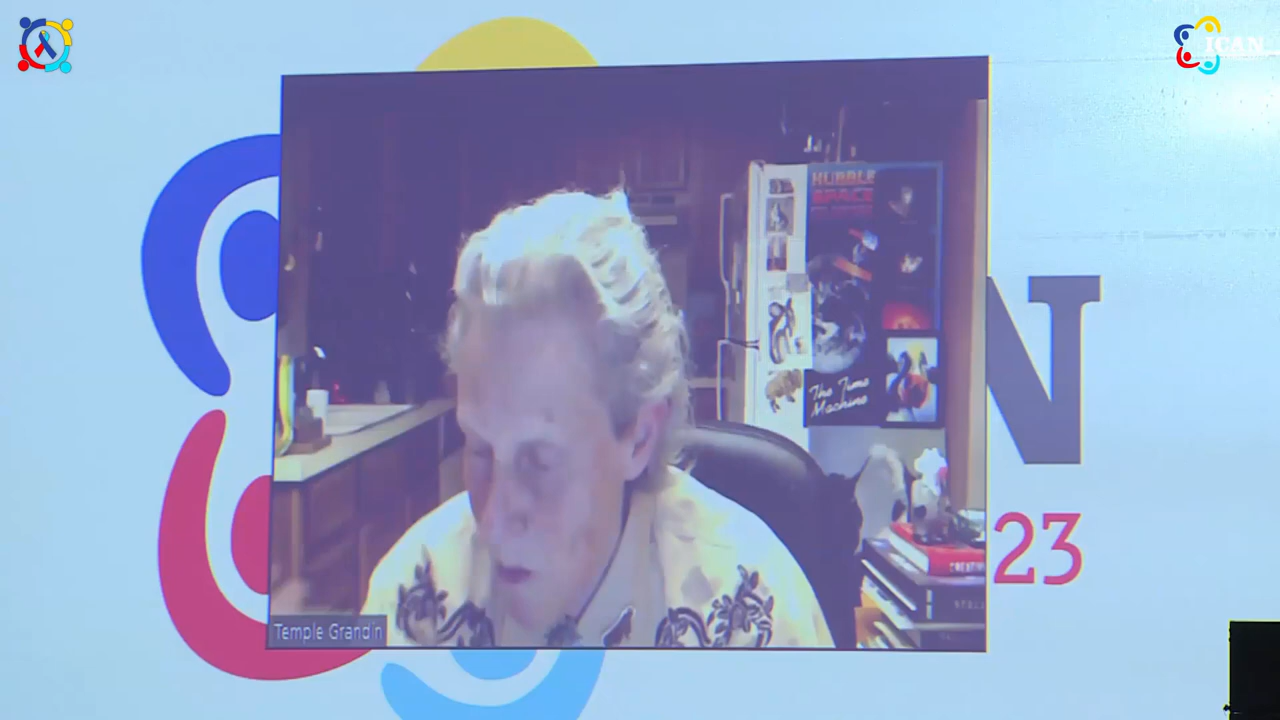 ICAN
HUBBLE
SPACE
The Time
Machine
N
23
Temple Grandin